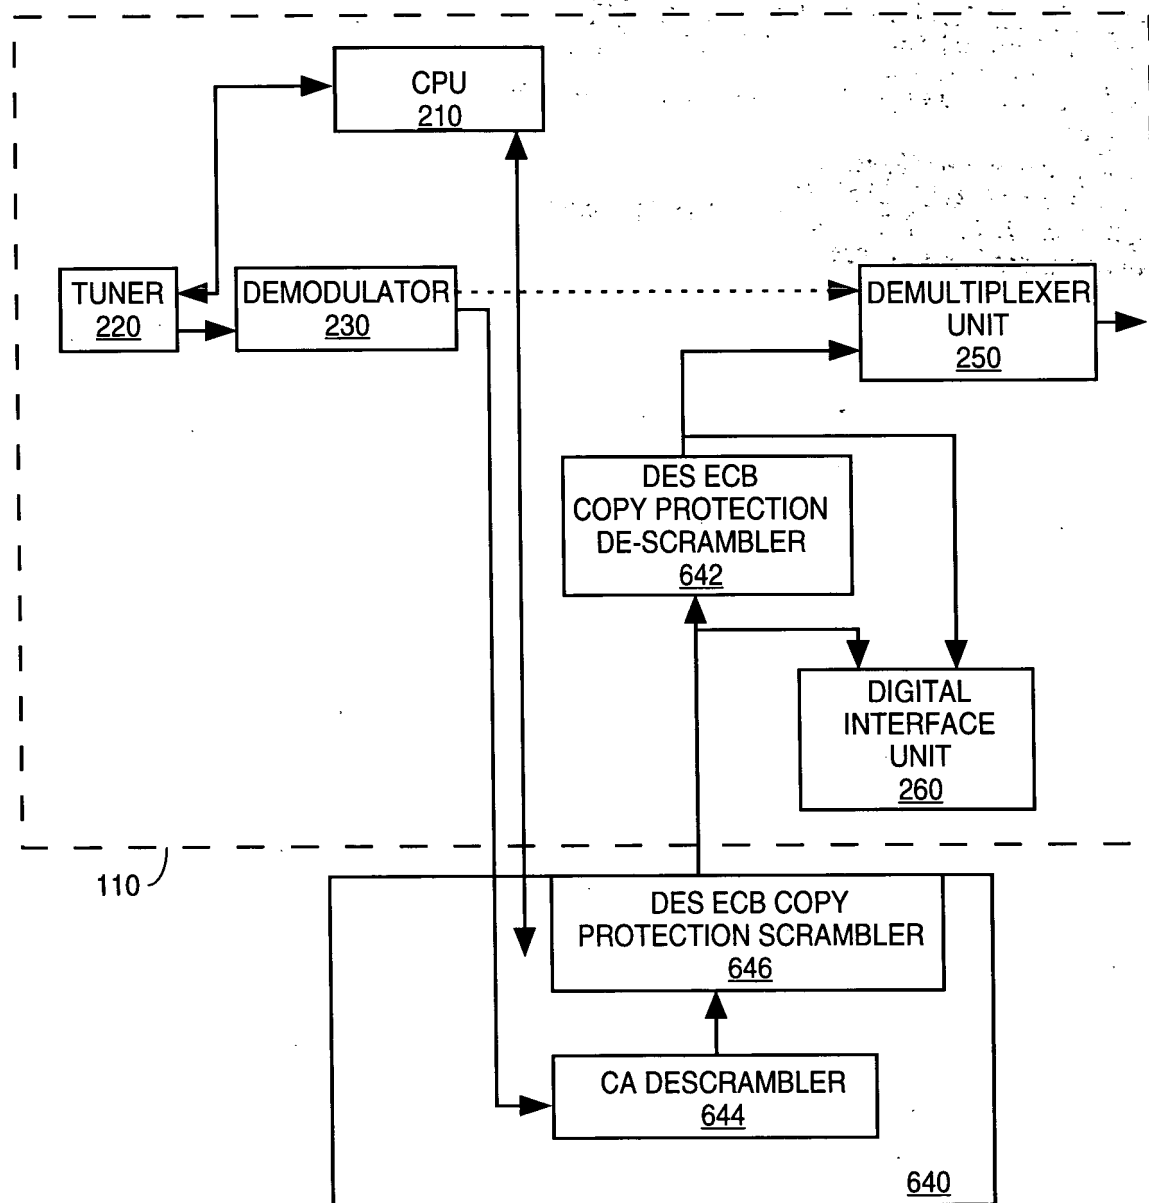 CPU
210
TUNER
220
DEMODULATOR
230
DEMULTIPLEXER
UNIT
250
DES ECB
COPY PROTECTION
DE-SCRAMBLER
642
DIGITAL
INTERFACE
UNIT
260
110
DES ECB COPY
PROTECTION SCRAMBLER
646
CA DESCRAMBLER
644
640